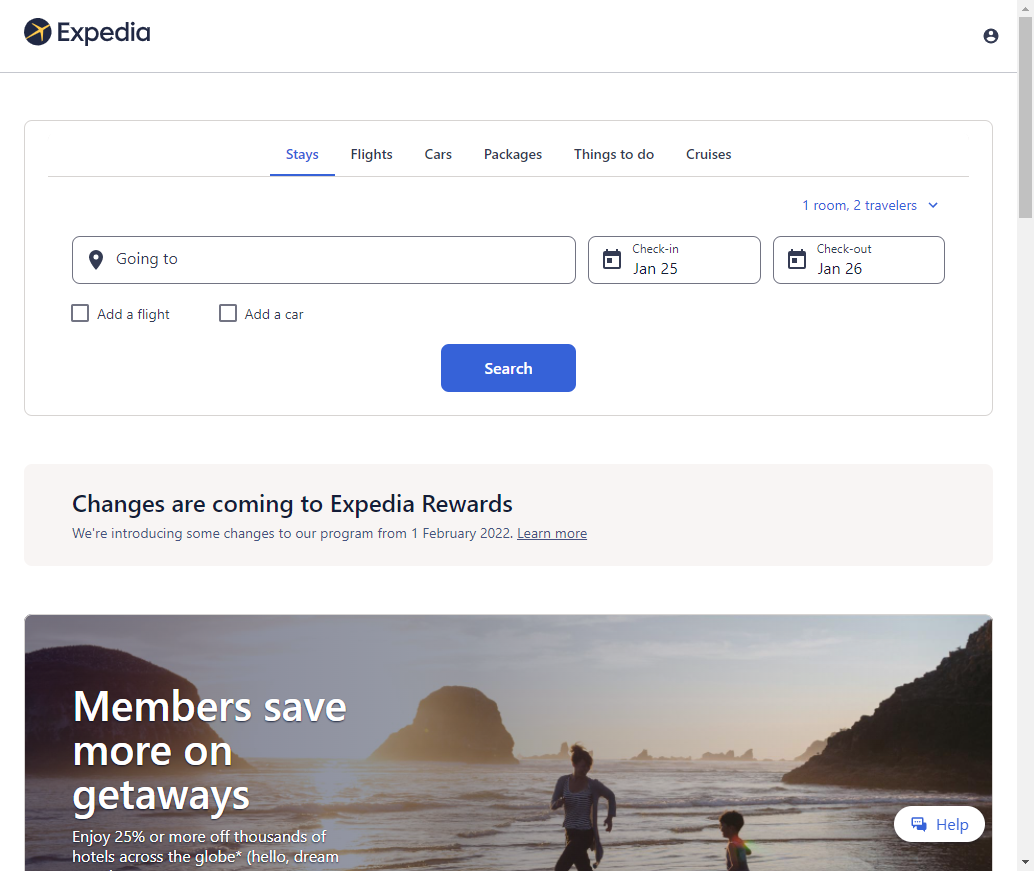 Expedia
Stays Flights Cars Packages Things to do Cruises
1 room, 2 travelers
Going to
Check-in
Jan 25
Check-out
Jan 26
Add a flight Add a car
Search
Changes are coming to Expedia Rewards
We're introducing some changes to our program from 1 February 2022. Learn more
Members save
more on
getaways
Enjoy 25% or more off thousands of
hotels across the globe* (hello, dream
Help